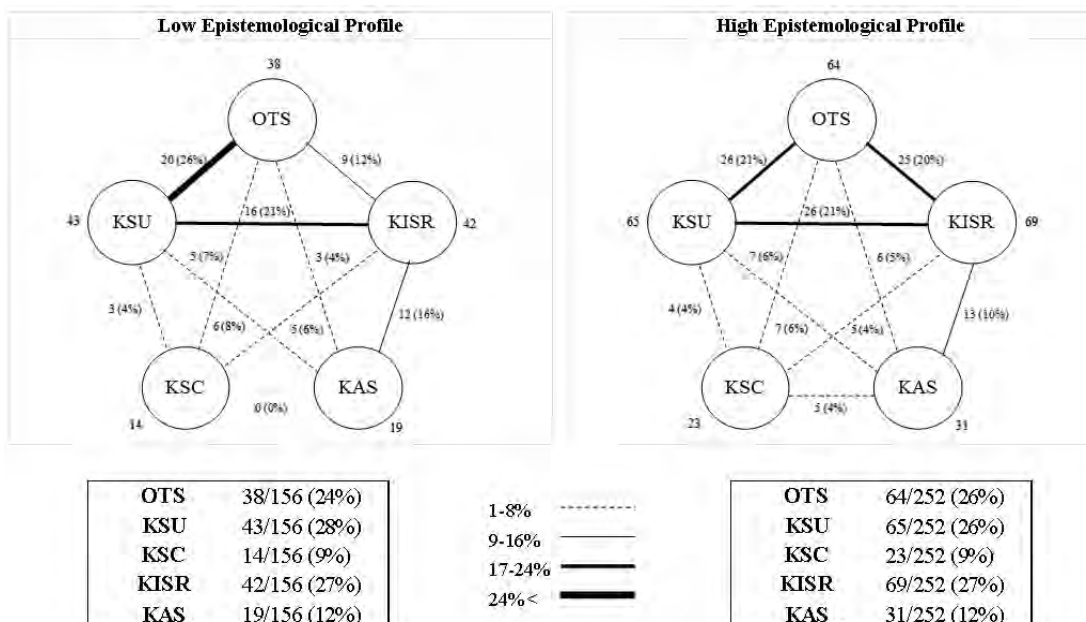 Low Epistemological Profile
38
OTS
20 (26%)
9 (12%)
43
KSU
16 (21%)
KISR
42
5 (7%)
3 (4%)
3 (4%)
6 (8%)
5 (6%)
12 (16%)
KSC
KAS
14
0 (0%)
19
High Epistemological Profile
64
OTS
26 (21%)
25 (20%)
65
KSU
26 (21%)
KISR
69
7 (6%)
6 (5%)
4 (4%)
7 (6%)
5 (4%)
13 (10%)
KSC
KAS
23
5 (4%)
31
OTS 38/156 (24%)
KSU 43/156 (28%)
KSC 14/156 (9%)
KISR 42/156 (27%)
KAS 19/156 (12%)
1-8%
9-16%
17-24%
24%<
OTS 64/252 (26%)
KSU 65/252 (26%)
KSC 23/252 (9%)
KISR 69/252 (27%)
KAS 31/252 (12%)